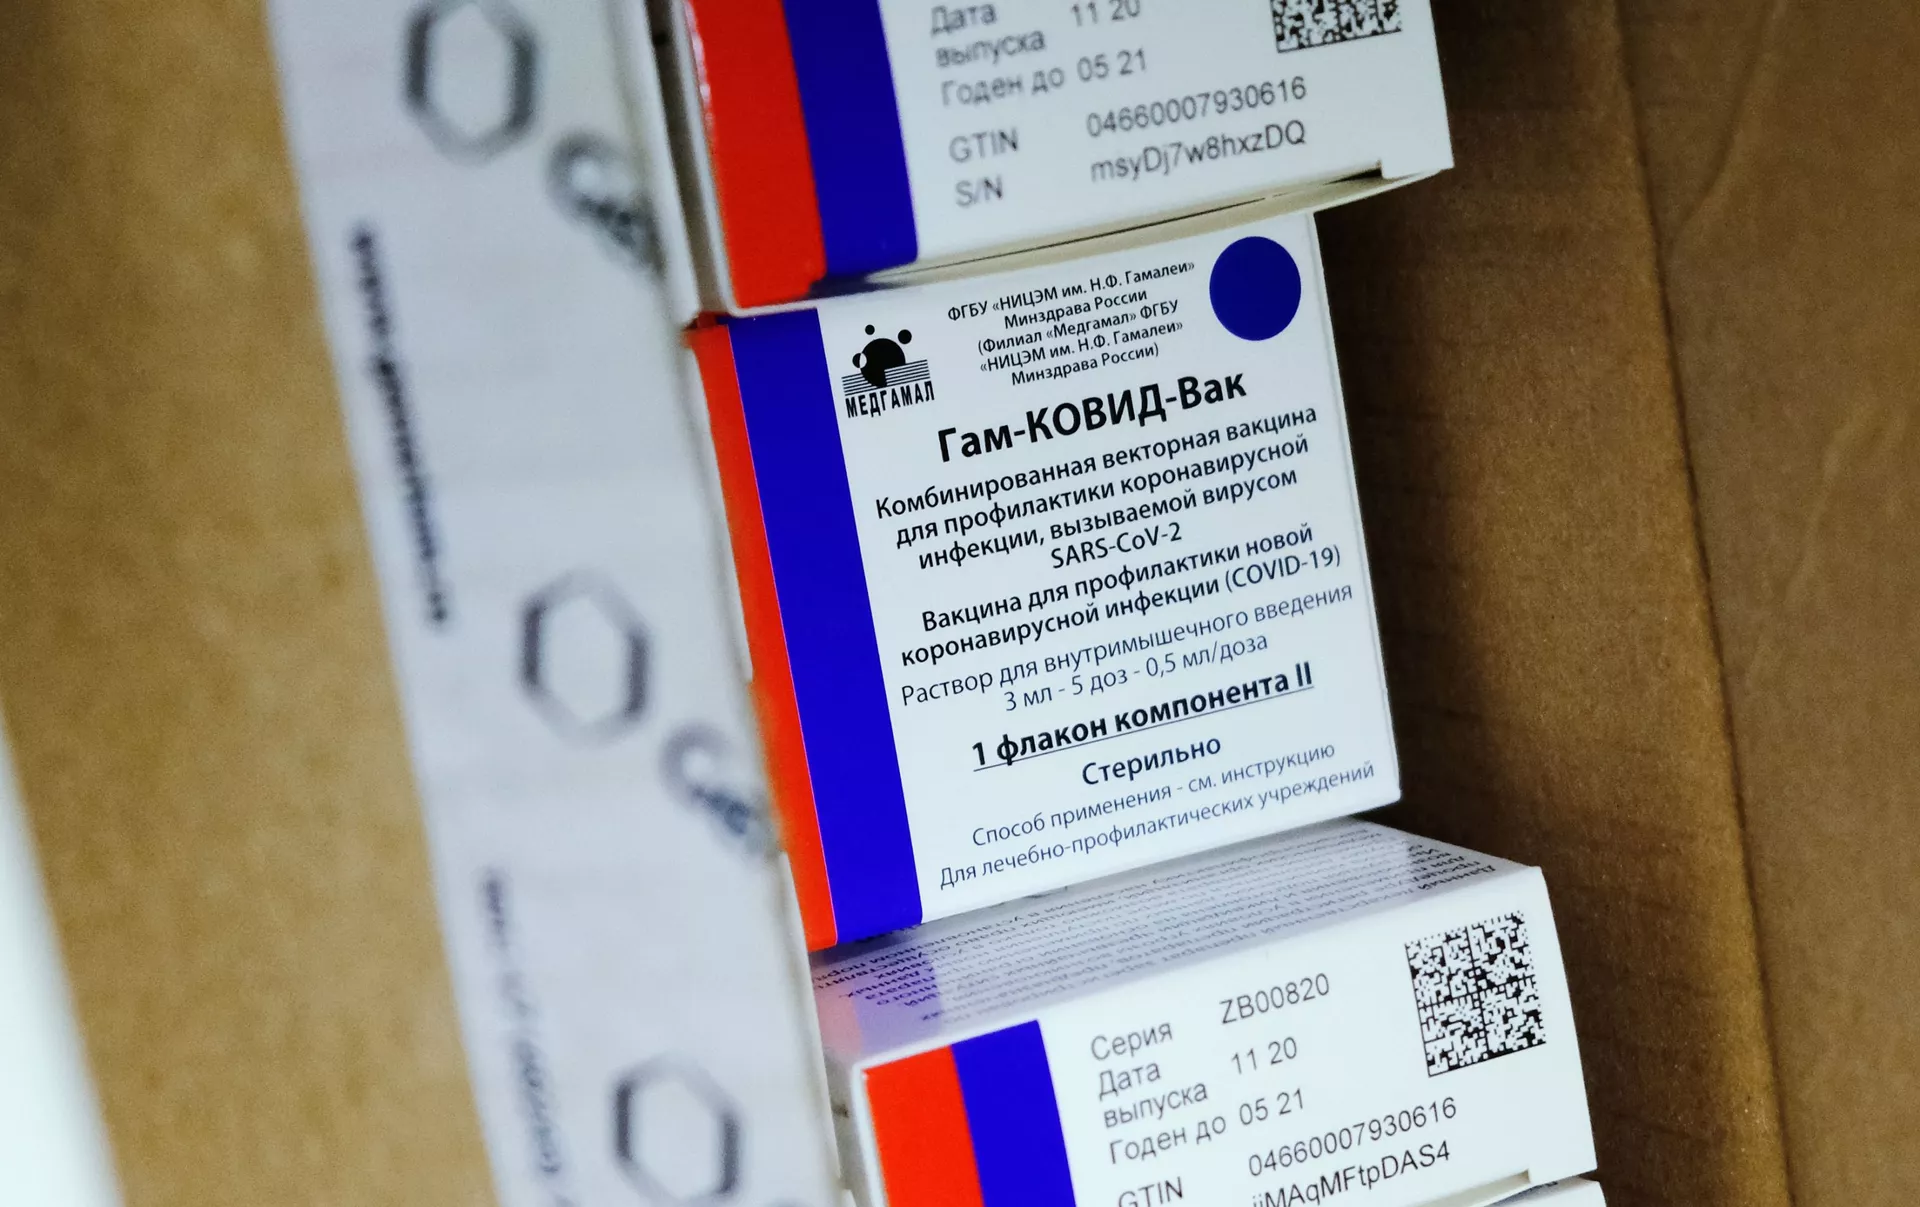 Дата
выпуска 11 20
Годен до 05 21
GTIN 04660007930616
S/N msyDj7w8hxzDQ
МЕДГАМАЛ
ФГБУ «НИЦЭМ им. Н.Ф. Гамалеи»
Минздрава России
(Филиал «Медгамал» ФГБУ
«НИЦЭМ им. Н.Ф. Гамалеи»
Минздрава России)
Гам-КОВИД-Вак
Комбинированная векторная вакцина
для профилактики коронавирусной
инфекции, вызываемой вирусом
SARS-CoV-2
Вакцина для профилактики новой
коронавирусной инфекции (COVID-19)
Раствор для внутримышечного введения
3 мл - 5 доз - 0,5 мл/доза
1 флакон компонента II
Стерильно
Способ применения - см. инструкцию
Для лечебно-профилактических учреждений
Серия ZB00820
Дата
выпуска 11 20
Годен до 05 21
GTIN 04660007930616